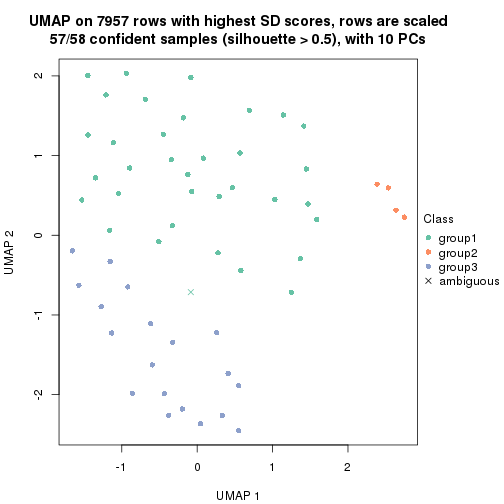 UMAP on 7957 rows with highest SD scores, rows are scaled
57/58 confident samples (silhouette > 0.5), with 10 PCs
2
1
0
-1
-2
UMAP 2
-1
0
1
2
UMAP 1
Class
group1
group2
group3
ambiguous